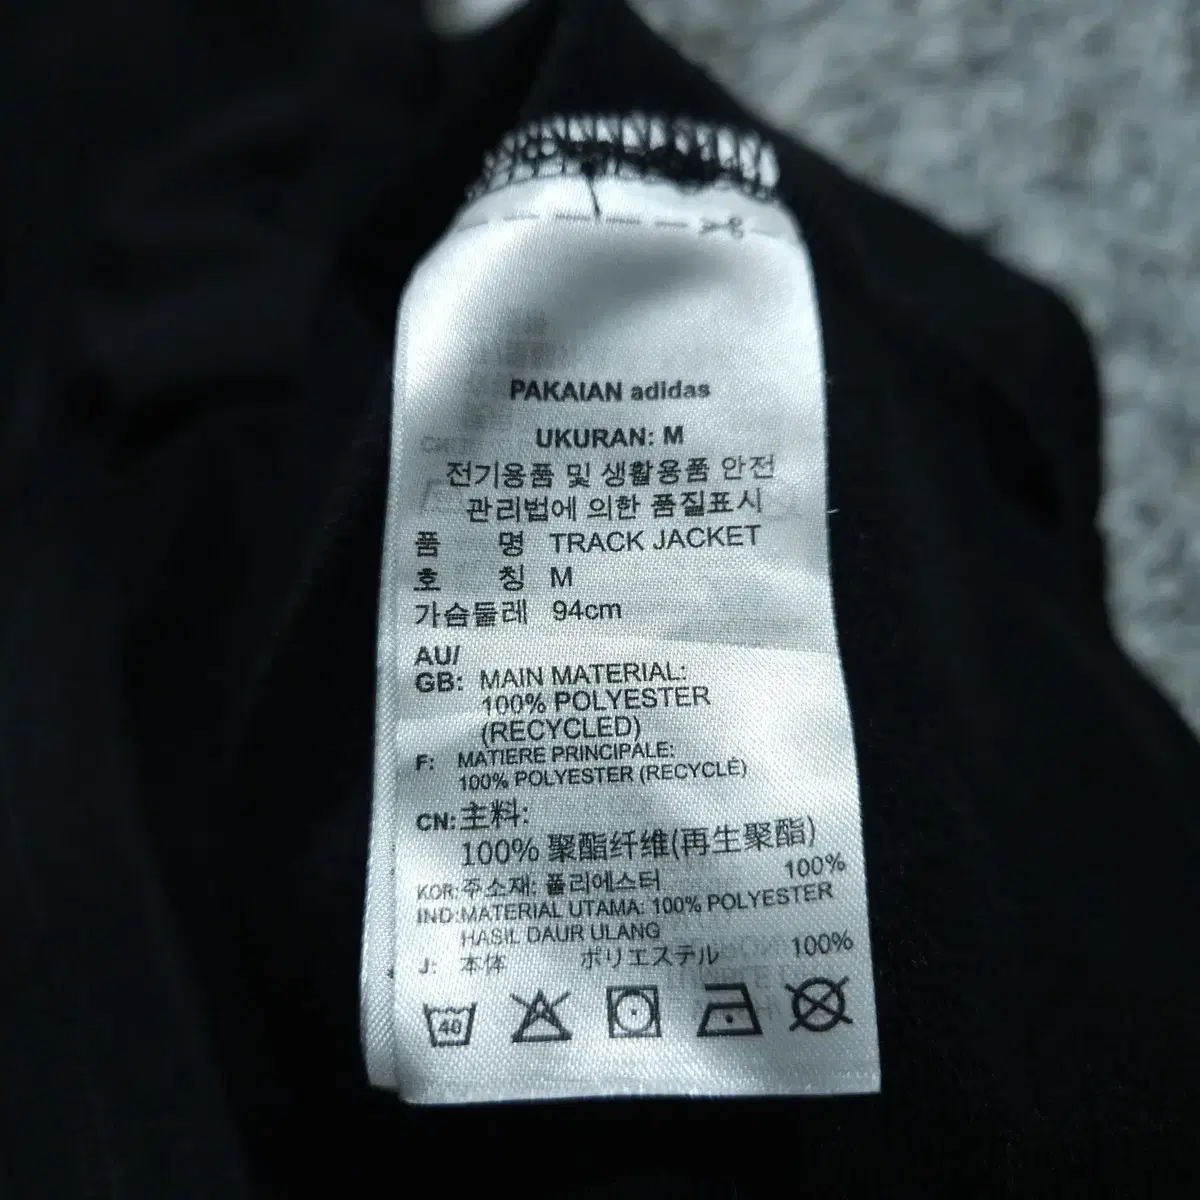 PAKAIAN adidas
UKURAN: M
전기용품 및 생활용품 안전
관리법에 의한 품질표시
품 명 TRACK JACKET
호 칭 M
가슴둘레 94cm
AU/
GB: MAIN MATERIAL:
100% POLYESTER
(RECYCLED)
F: MATIERE PRINCIPALE:
100% POLYESTER (RECYCLÉ)
CN: 主料:
100% 聚酯纤维(再生聚酯)
KOR: 주소재: 폴리에스터 100%
IND: MATERIAL UTAMA: 100% POLYESTER
HASIL DAUR ULANG
J: 本体 ポリエステル 100%
40